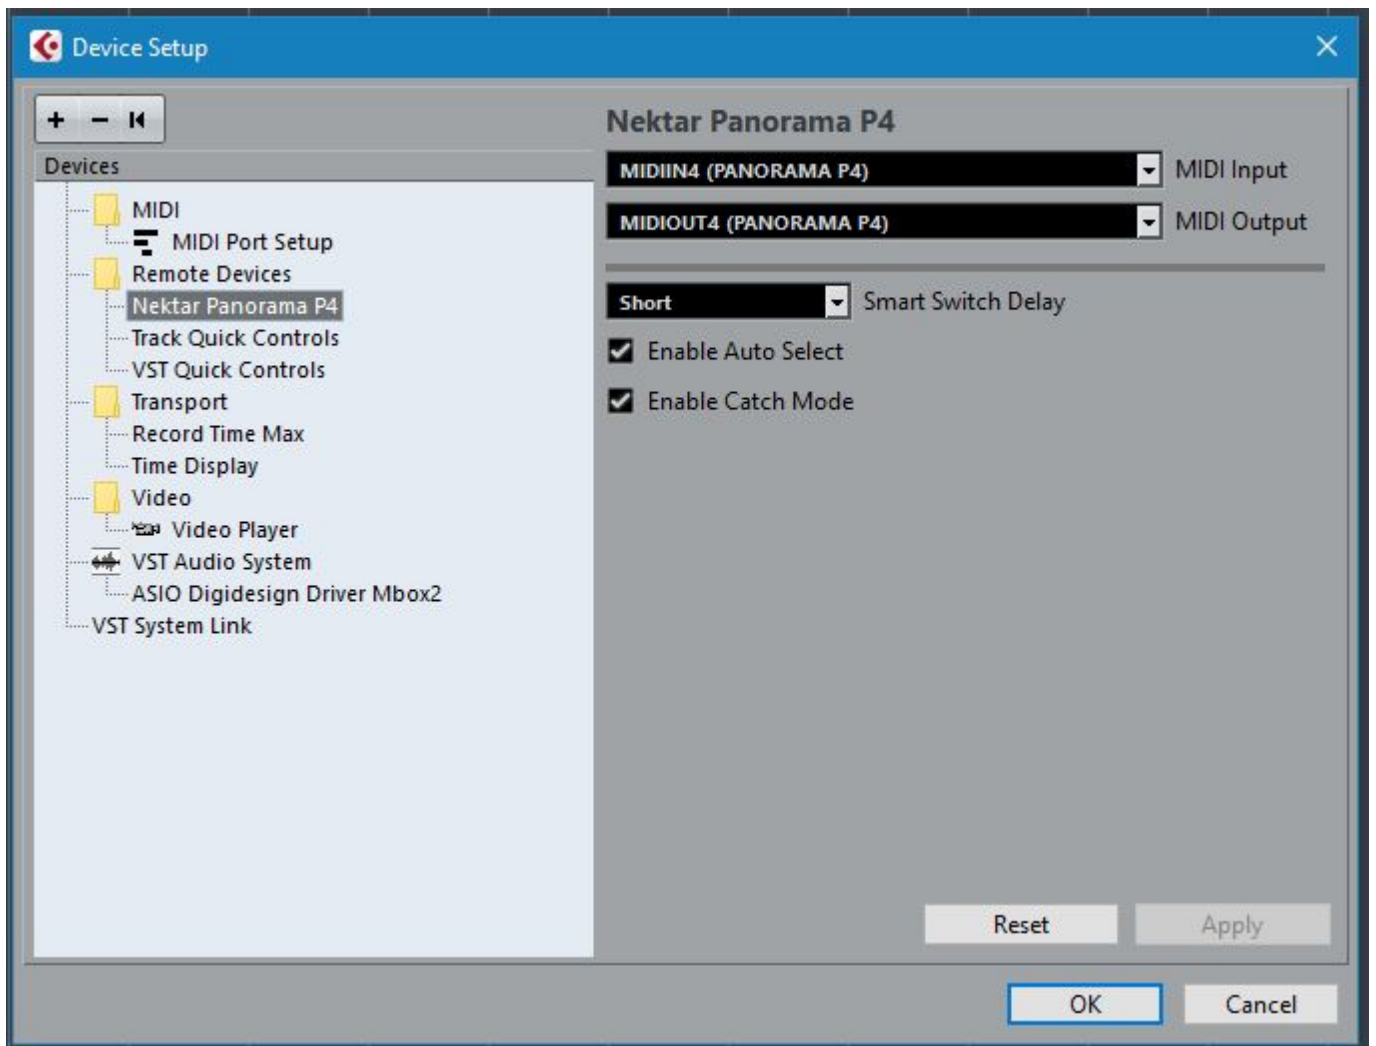 Device Setup
Devices
MIDI
MIDI Port Setup
Remote Devices
Nektar Panorama P4
Track Quick Controls
VST Quick Controls
Transport
Record Time Max
Time Display
Video
Video Player
VST Audio System
ASIO Digidesign Driver Mbox2
VST System Link
Nektar Panorama P4
MIDIIN4 (PANORAMA P4) MIDI Input
MIDIOUT4 (PANORAMA P4) MIDI Output
Short Smart Switch Delay
Enable Auto Select
Enable Catch Mode
Reset Apply
OK Cancel